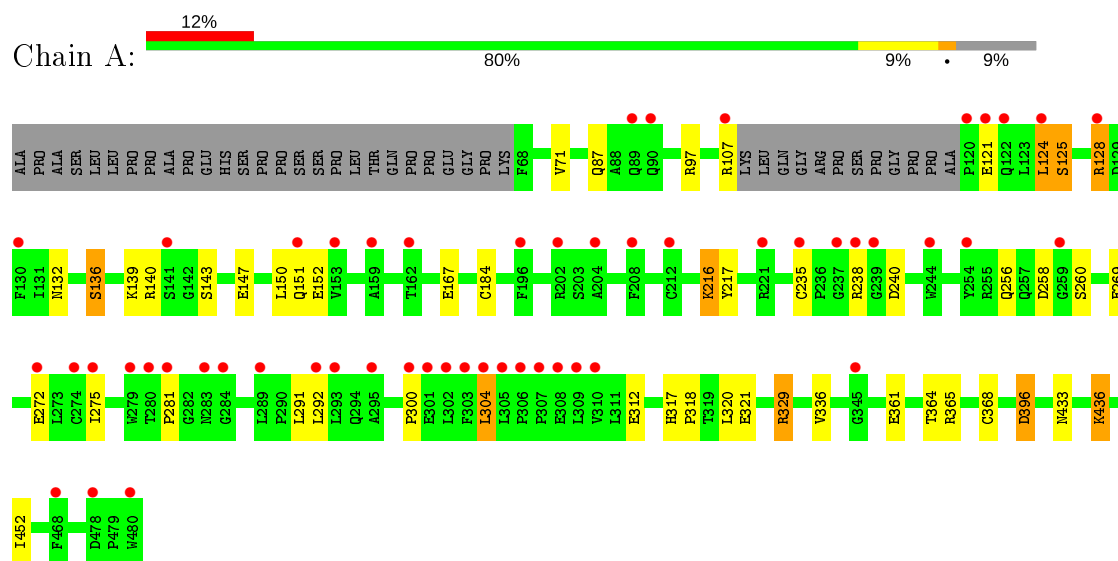 12%
Chain A:
80% 9% • 9%
ALA PRO ALA SER LEU LEU PRO PRO ALA PRO GLU HIS SER PRO PRO SER SER PRO LEU THR GLN PRO PRO GLU GLY PRO LYS F68 V71 Q87 A88 Q89 Q90 R97 R107 LYS LEU GLN GLY ARG PRO SER PRO GLY PRO PRO ALA P120 E121 Q122 L123 L124 S125 R128 D129
F130 I131 N132 S136 K139 R140 S141 G142 S143 E147 L150 Q151 E152 V153 A159 T162 E167 C184 F196 R202 S203 A204 F208 C212 K216 Y217 R221 C235 P236 G237 R238 G239 D240 W244 Y254 R255 Q256 Q257 D258 G259 S260 E269
E272 L273 C274 I275 W279 T280 P281 G282 N283 G284 L289 P290 L291 L292 L293 Q294 A295 P300 E301 L302 F303 L304 L305 P306 P307 E308 L309 V310 L311 E312 H317 P318 T319 L320 E321 R329 V336 G345 E361 T364 R365 C368 D396 N433 K436
I452 F468 D478 P479 W480